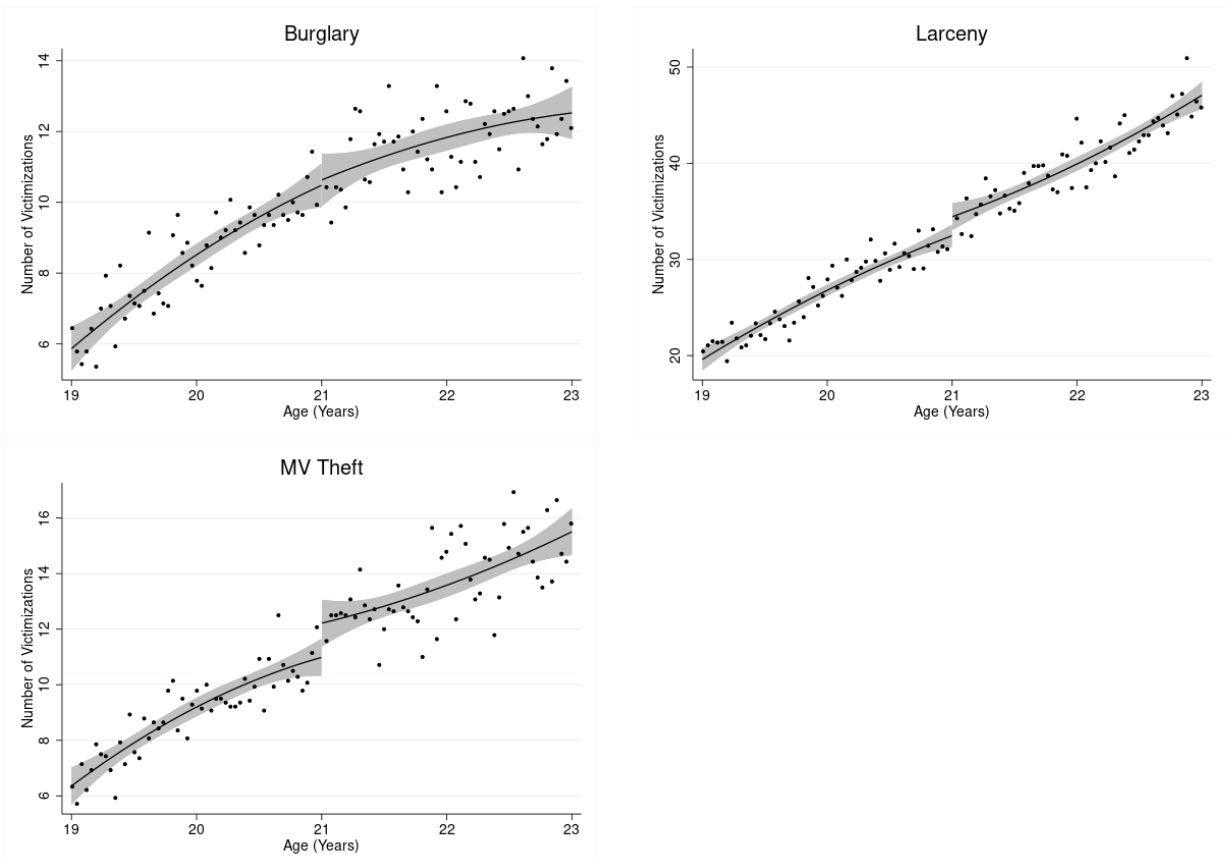 Burglary
Number of Victimizations
14
12
10
8
6
19 20 21 22 23
Age (Years)
Larceny
Number of Victimizations
50
40
30
20
19 20 21 22 23
Age (Years)
MV Theft
Number of Victimizations
16
14
12
10
8
6
19 20 21 22 23
Age (Years)